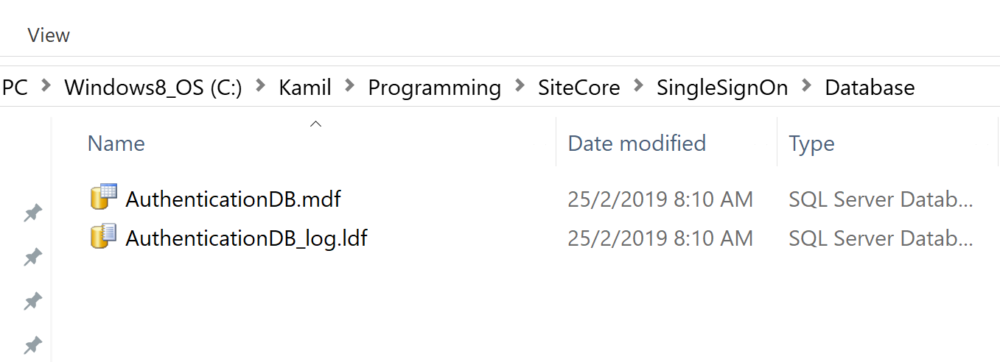 View
PC > Windows8_OS (C:) > Kamil > Programming > SiteCore > SingleSignOn > Database
Name Date modified Type
AuthenticationDB.mdf 25/2/2019 8:10 AM SQL Server Datab...
AuthenticationDB_log.ldf 25/2/2019 8:10 AM SQL Server Datab...